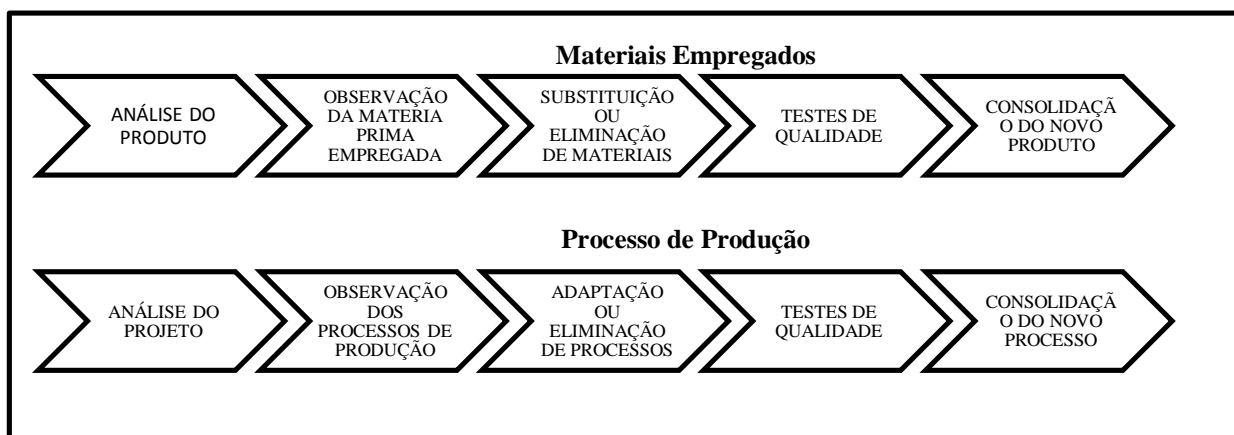 Materiais Empregados
ANÁLISE DO
PRODUTO
OBSERVAÇÃO
DA MATERIA
PRIMA
EMPREGADA
SUBSTITUIÇÃO
OU
ELIMINAÇÃO
DE MATERIAIS
TESTES DE
QUALIDADE
CONSOLIDAÇÃ
O DO NOVO
PRODUTO
Processo de Produção
ANÁLISE DO
PROJETO
OBSERVAÇÃO
DOS
PROCESSOS DE
PRODUÇÃO
ADAPTAÇÃO
OU
ELIMINAÇÃO
DE PROCESSOS
TESTES DE
QUALIDADE
CONSOLIDAÇÃ
O DO NOVO
PROCESSO